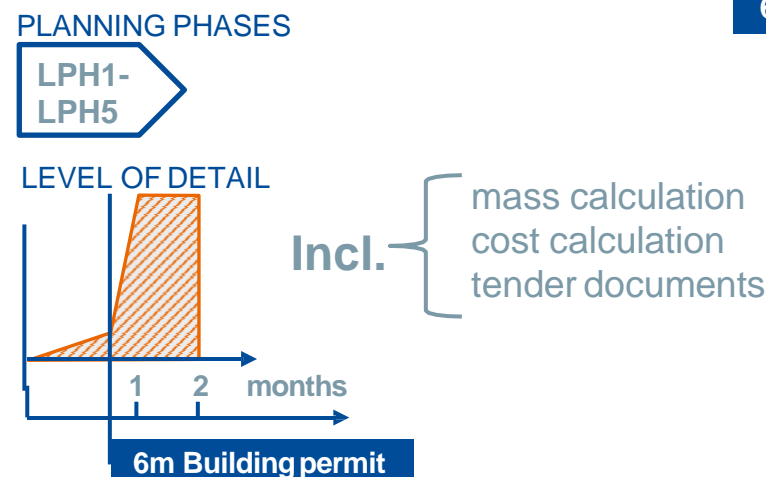 PLANNING PHASES
6
LPH1-
LPH5
LEVEL OF DETAIL
Incl.
mass calculation
cost calculation
tender documents
1 2 months
6m Building permit